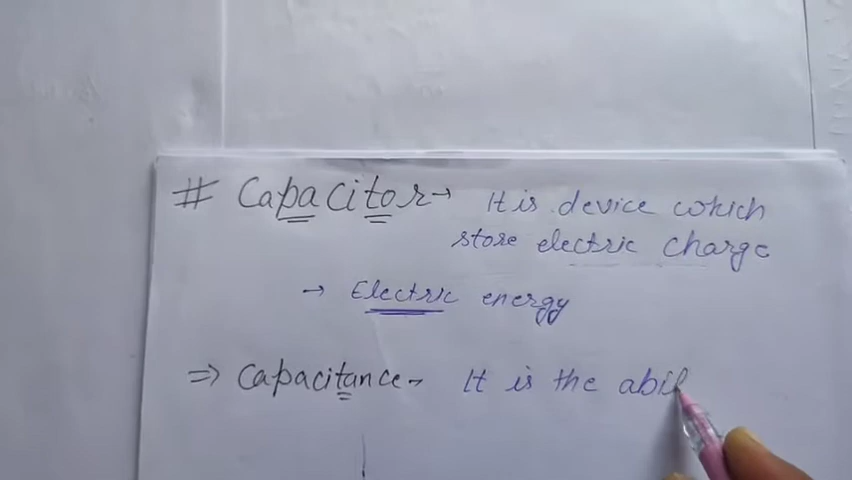 # Capacitor → It is device which
store electric charge
→ Electric energy
⇒ Capacitance → It is the abil